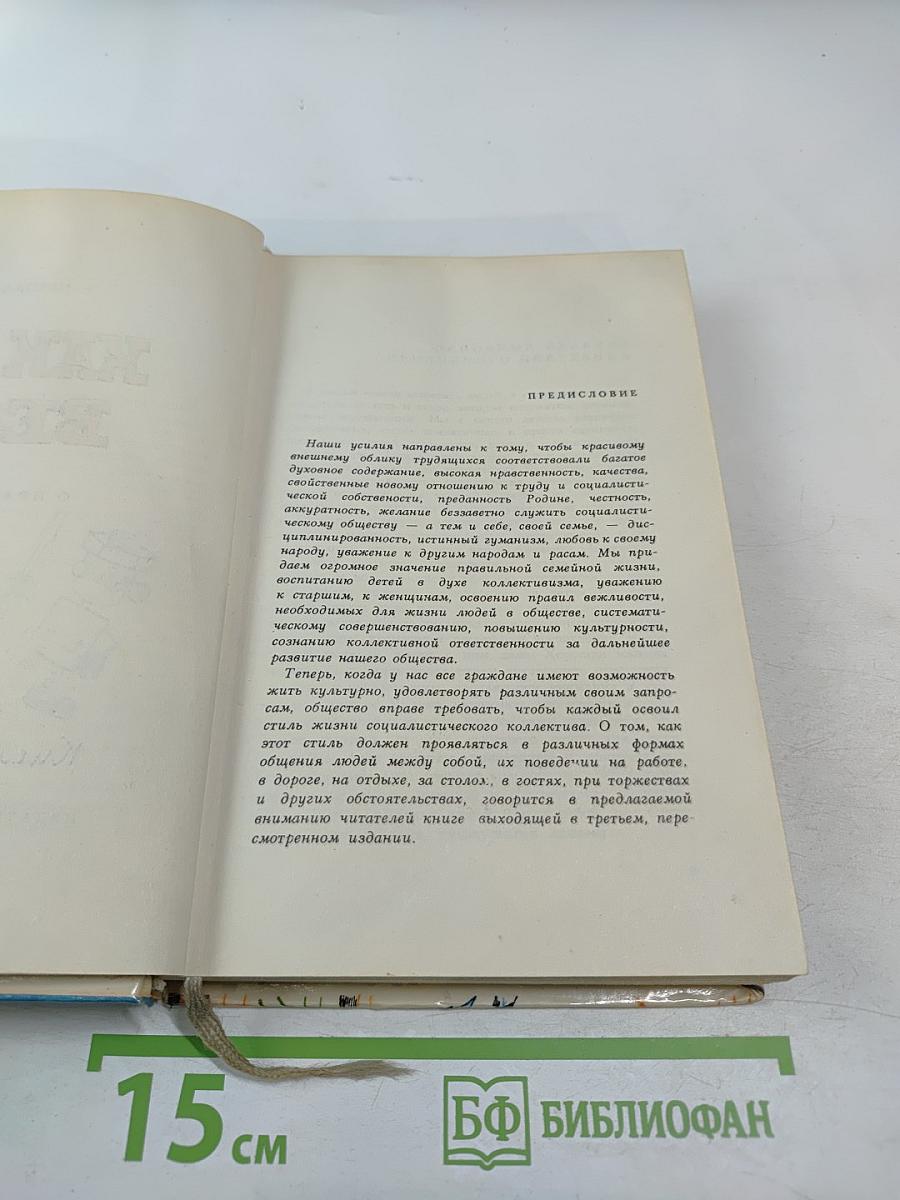 ПРЕДИСЛОВИЕ
Наши усилия направлены к тому, чтобы красивому
внешнему облику трудящихся соответствовали багатое
духовное содержание, высокая нравственность, качества,
свойственные новому отношению к труду и социалисти-
ческой собствености, преданность Родине, честность,
аккуратность, желание беззаветно служить социалисти-
ческому обществу — а тем и себе, своей семье, — дис-
циплинированность, истинный гуманизм, любовь к своему
народу, уважение к другим народам и расам. Мы при-
даем огромное значение правильной семейной жизни,
воспитанию детей в духе коллективизма, уважению
к старшим, к женщинам, освоению правил вежливости,
необходимых для жизни людей в обществе, системати-
ческому совершенствованию, повышению культурности,
сознанию коллективной ответственности за дальнейшее
развитие нашего общества.
Теперь, когда у нас все граждане имеют возможность
жить культурно, удовлетворять различным своим запро-
сам, общество вправе требовать, чтобы каждый освоил
стиль жизни социалистического коллектива. О том, как
этот стиль должен проявляться в различных формах
общения людей между собой, их поведении на работе,
в дороге, на отдыхе, за столом, в гостях, при торжествах
и других обстоятельствах, говорится в предлагаемой
вниманию читателей книге выходящей в третьем, пере-
смотренном издании.
15 см
БФ БИБЛИОФАН